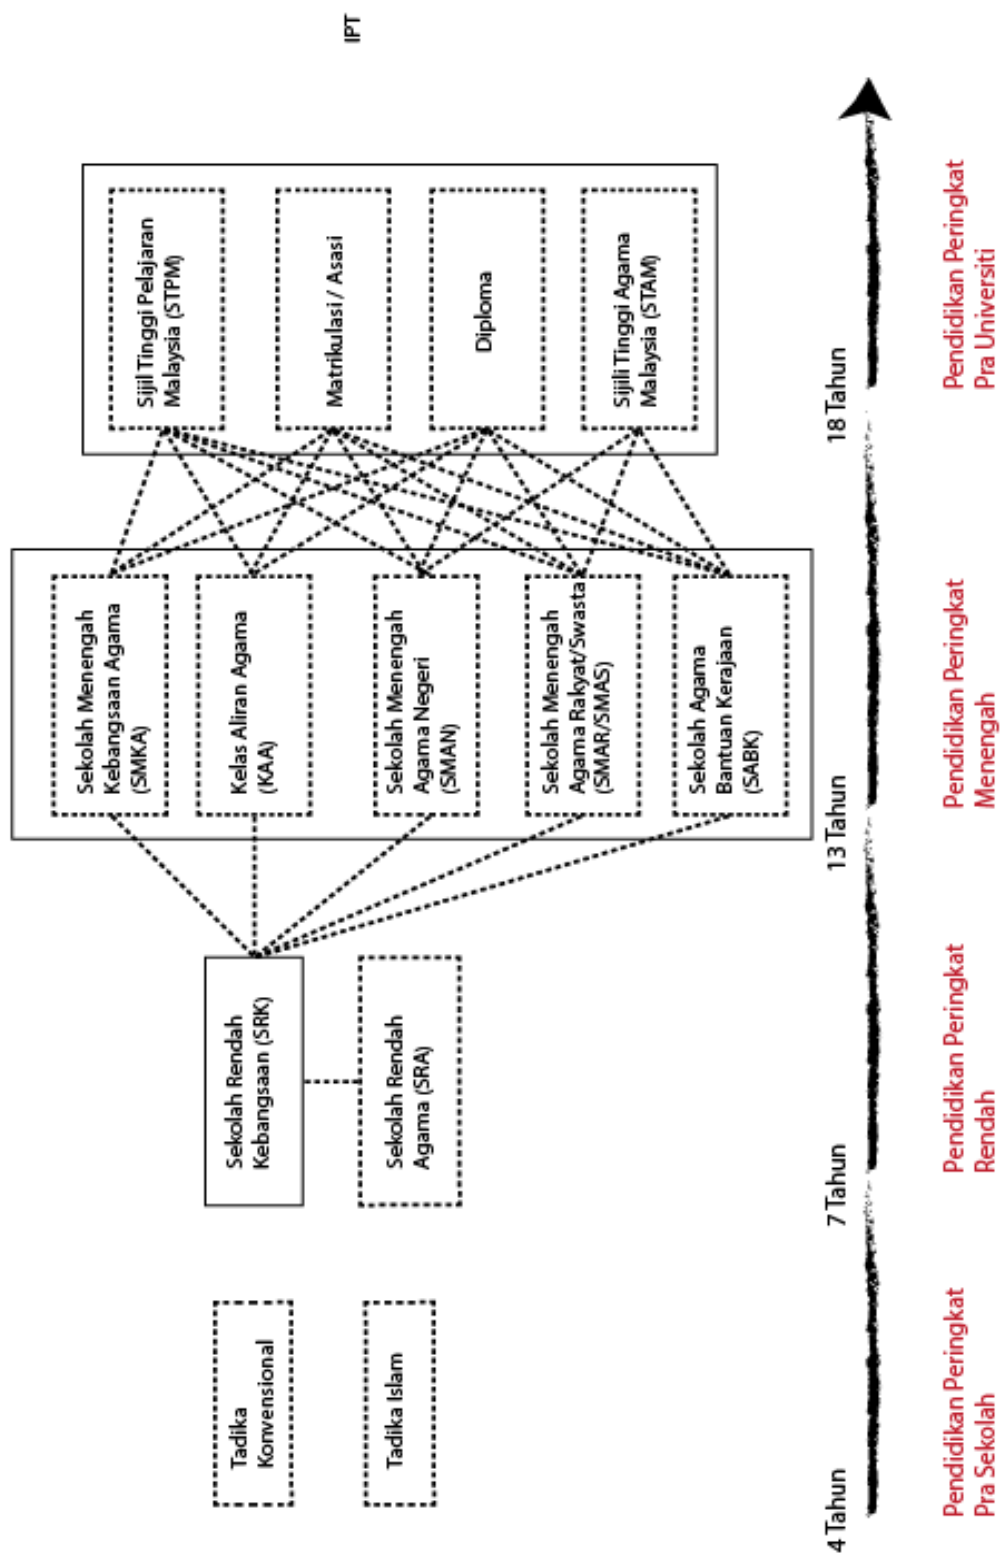 Tadika
Konvensional
Tadika Islam
Sekolah Rendah
Kebangsaan (SRK)
Sekolah Rendah
Agama (SRA)
Sekolah Menengah
Kebangsaan Agama
(SMKA)
Kelas Aliran Agama
(KAA)
Sekolah Menengah
Agama Negeri
(SMAN)
Sekolah Menengah
Agama Rakyat/Swasta
(SMAR/SMAS)
Sekolah Agama
Bantuan Kerajaan
(SABK)
Sijil Tinggi Pelajaran
Malaysia (STPM)
Matrikulasi / Asasi
Diploma
Sijili Tinggi Agama
Malaysia (STAM)
IPT
4 Tahun
7 Tahun
13 Tahun
18 Tahun
Pendidikan Peringkat
Pra Sekolah
Pendidikan Peringkat
Rendah
Pendidikan Peringkat
Menengah
Pendidikan Peringkat
Pra Universiti